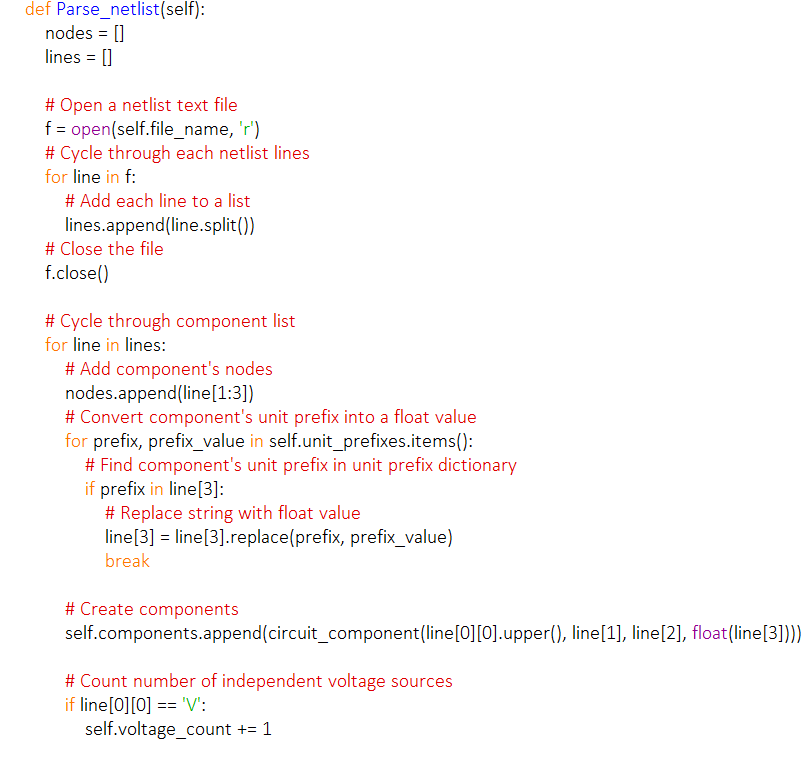 def Parse_netlist(self):
    nodes = []
    lines = []

    # Open a netlist text file
    f = open(self.file_name, 'r')
    # Cycle through each netlist lines
    for line in f:
        # Add each line to a list
        lines.append(line.split())
    # Close the file
    f.close()

    # Cycle through component list
    for line in lines:
        # Add component's nodes
        nodes.append(line[1:3])
        # Convert component's unit prefix into a float value
        for prefix, prefix_value in self.unit_prefixes.items():
            # Find component's unit prefix in unit prefix dictionary
            if prefix in line[3]:
                # Replace string with float value
                line[3] = line[3].replace(prefix, prefix_value)
                break

        # Create components
        self.components.append(circuit_component(line[0][0].upper(), line[1], line[2], float(line[3])))

        # Count number of independent voltage sources
        if line[0][0] == 'V':
            self.voltage_count += 1